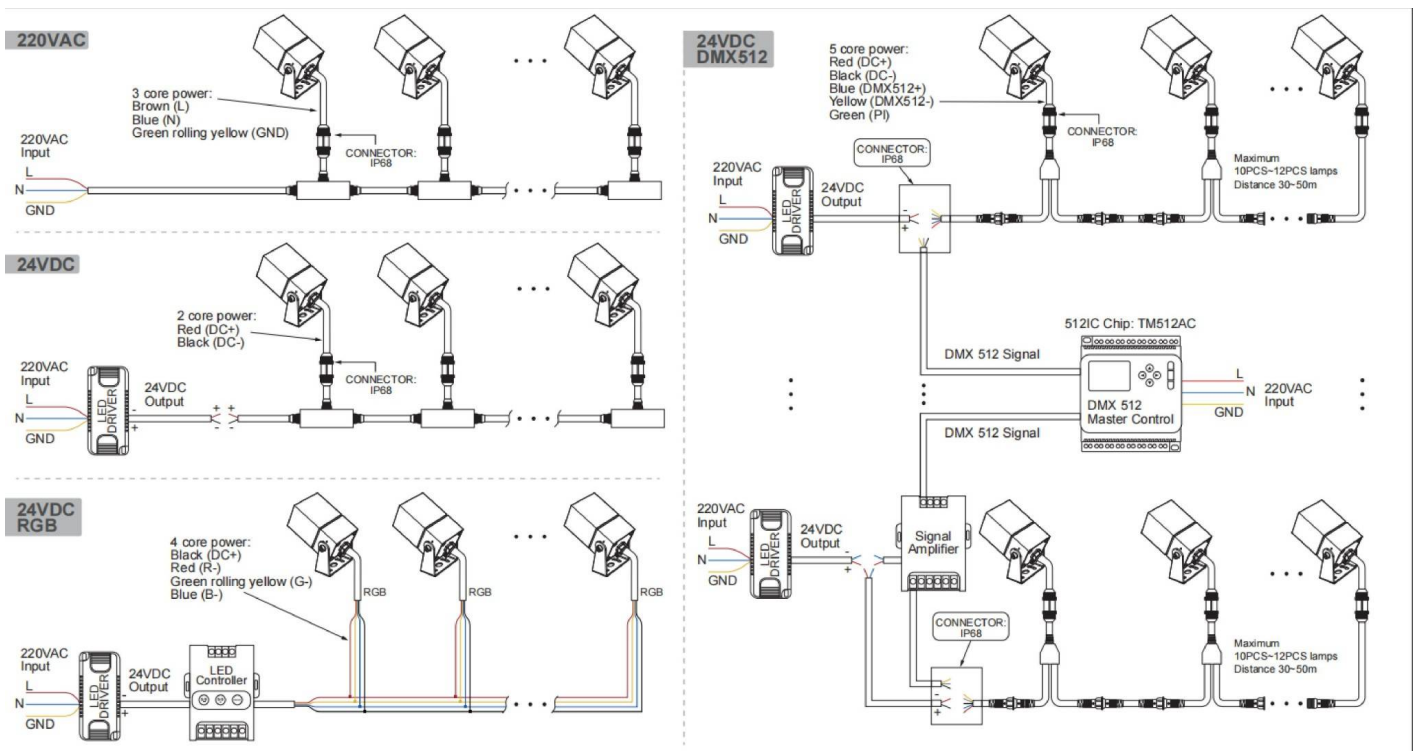 220VAC
3 core power:
Brown (L)
Blue (N)
Green rolling yellow (GND)
220VAC
Input
L
N
GND
CONNECTOR:
IP68
24VDC
2 core power:
Red (DC+)
Black (DC-)
220VAC
Input
L
N
GND
LED
DRIVER
24VDC
Output
-
+
+ +
- -
CONNECTOR:
IP68
24VDC
RGB
4 core power:
Black (DC+)
Red (R-)
Green rolling yellow (G-)
Blue (B-)
RGB
RGB
RGB
220VAC
Input
L
N
GND
LED
DRIVER
24VDC
Output
-
+
LED
Controller
24VDC
DMX512
5 core power:
Red (DC+)
Black (DC-)
Blue (DMX512+)
Yellow (DMX512-)
Green (PI)
CONNECTOR:
IP68
CONNECTOR:
IP68
220VAC
Input
L
N
GND
LED
DRIVER
24VDC
Output
-
+
Maximum
10PCS~12PCS lamps
Distance 30~50m
512IC Chip: TM512AC
DMX 512 Signal
DMX 512
Master Control
L
N
GND
220VAC
Input
DMX 512 Signal
220VAC
Input
L
N
GND
LED
DRIVER
24VDC
Output
-
+
Signal
Amplifier
CONNECTOR:
IP68
-
+
Maximum
10PCS~12PCS lamps
Distance 30~50m